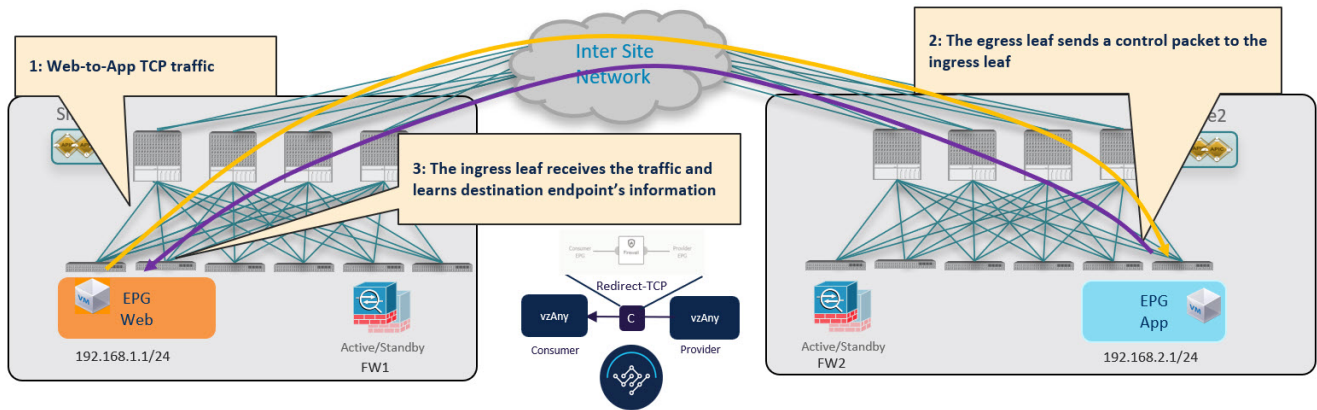 1: Web-to-App TCP traffic
Inter Site
Network
2: The egress leaf sends a control packet to the
ingress leaf
3: The ingress leaf receives the traffic and
learns destination endpoint's information
Consumer
EPG
Firewall
Provider
EPG
Redirect-TCP
vzAny
C
vzAny
Consumer
Provider
VM
EPG
Web
192.168.1.1/24
Active/Standby
FW1
Active/Standby
FW2
EPG
App
VM
192.168.2.1/24